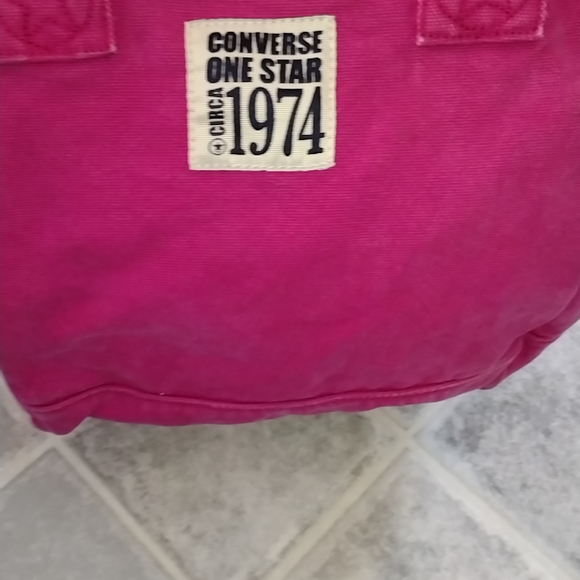 CONVERSE
ONE STAR
CIRCA
1974